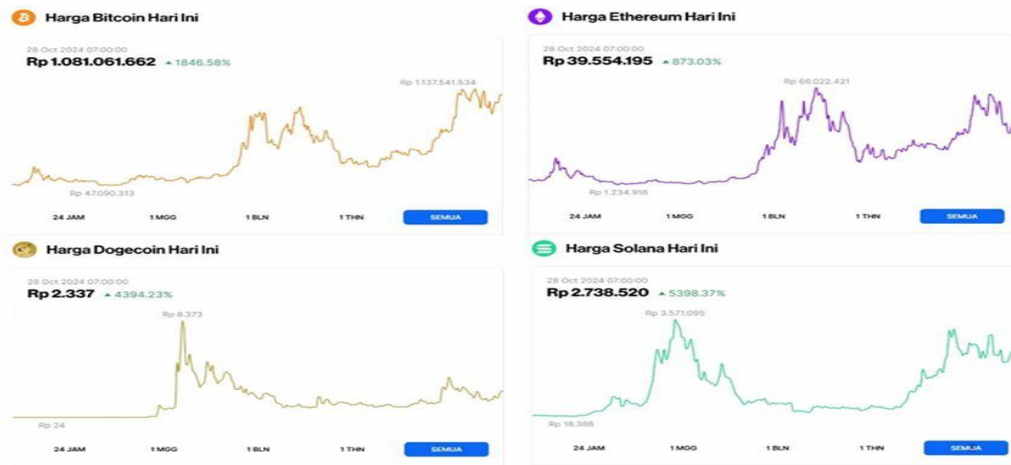 Harga Bitcoin Hari Ini
28 Oct 2024 07:00:00
Rp 1.081.061.662 ▲ 1846.58%
Rp 1.137.541.534
Rp 47.090.313
24 JAM 1 MGG 1 BLN 1 THN SEMUA
Harga Ethereum Hari Ini
28 Oct 2024 07:00:00
Rp 39.554.195 ▲ 873.03%
Rp 66.022.421
Rp 1.234.916
24 JAM 1 MGG 1 BLN 1 THN SEMUA
Harga Dogecoin Hari Ini
28 Oct 2024 07:00:00
Rp 2.337 ▲ 4394.23%
Rp 8.373
Rp 24
24 JAM 1 MGG 1 BLN 1 THN SEMUA
Harga Solana Hari Ini
28 Oct 2024 07:00:00
Rp 2.738.520 ▲ 5398.37%
Rp 3.571.095
Rp 18.386
24 JAM 1 MGG 1 BLN 1 THN SEMUA